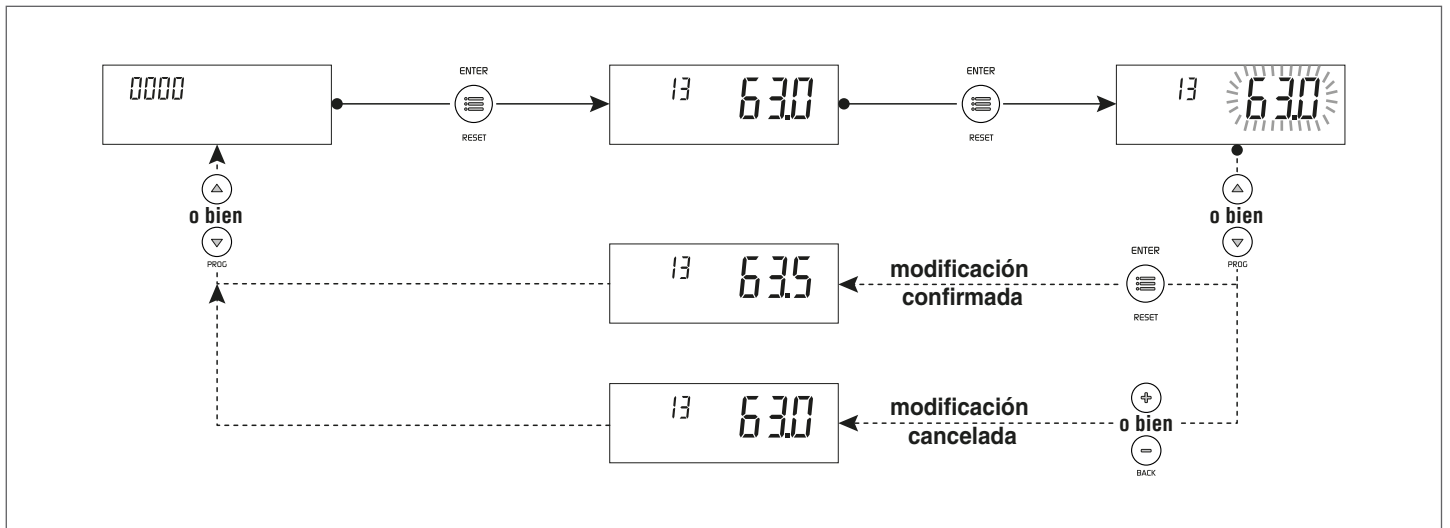 0000
ENTER
RESET
13 63.0
ENTER
RESET
13 63.0
o bien
PROG
o bien
PROG
13 63.5
modificación
confirmada
ENTER
RESET
13 63.0
modificación
cancelada
o bien
BACK